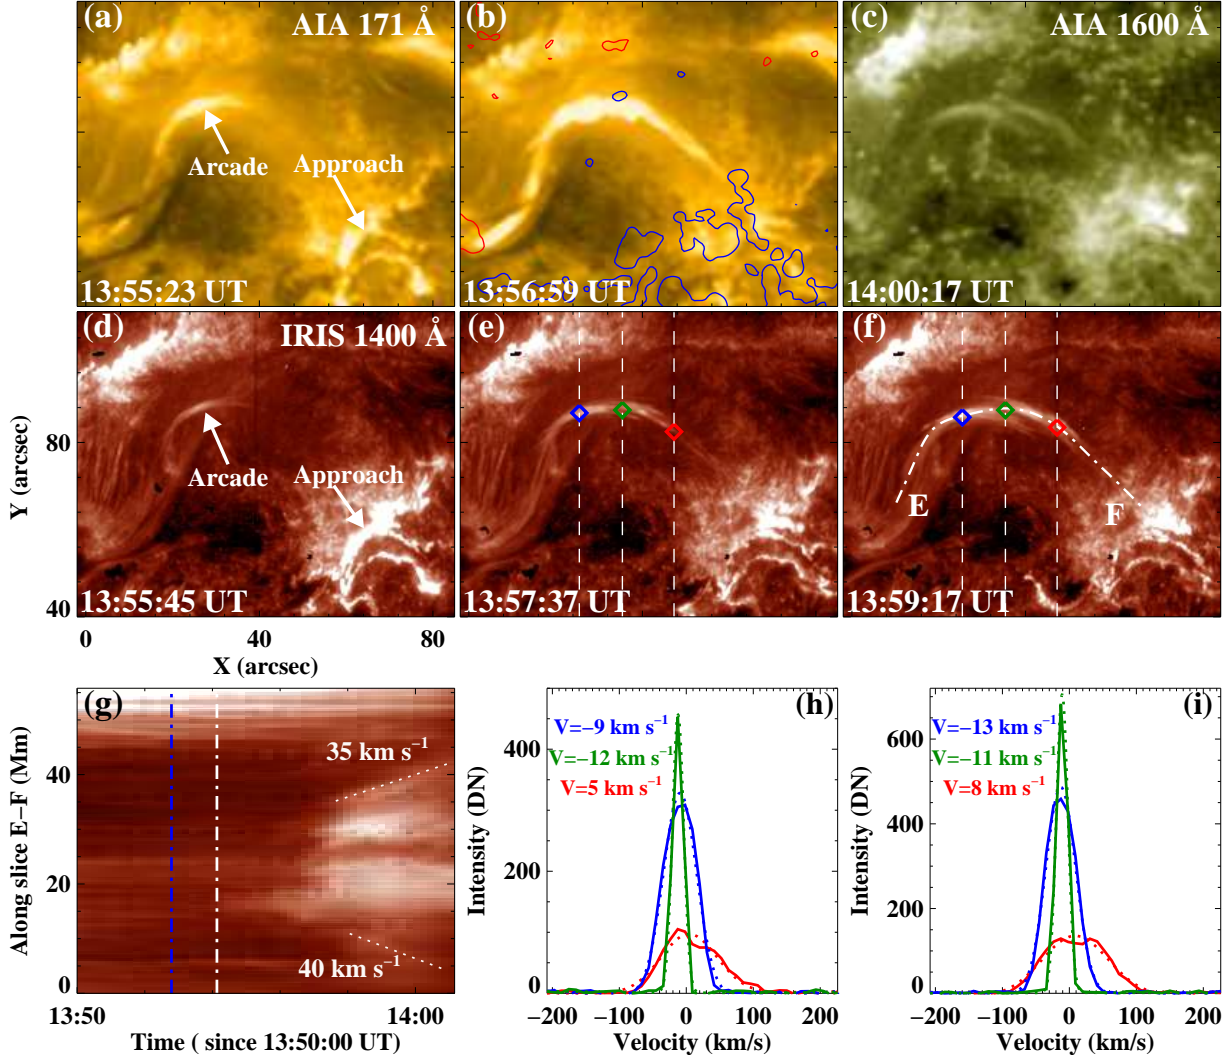 (a) AIA 171 Å
Arcade
Approach
13:55:23 UT
(b)
13:56:59 UT
(c) AIA 1600 Å
14:00:17 UT
(d) IRIS 1400 Å
Arcade
Approach
13:55:45 UT
(e)
13:57:37 UT
(f)
E
F
13:59:17 UT
80
40
Y (arcsec)
0 40 80
X (arcsec)
(g)
35 km s⁻¹
40 km s⁻¹
40
20
0
Along slice E−F (Mm)
13:50 14:00
Time ( since 13:50:00 UT)
(h)
V=−9 km s⁻¹
V=−12 km s⁻¹
V=5 km s⁻¹
400
200
0
Intensity (DN)
−200 −100 0 100 200
Velocity (km/s)
(i)
V=−13 km s⁻¹
V=−11 km s⁻¹
V=8 km s⁻¹
600
400
200
0
Intensity (DN)
−200 −100 0 100 200
Velocity (km/s)